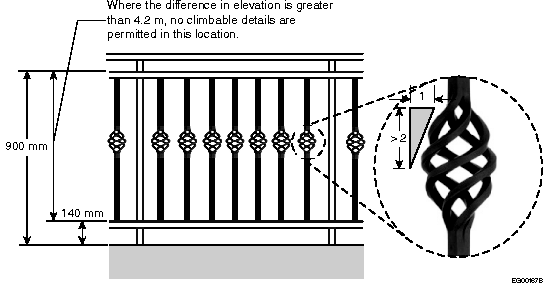 Where the difference in elevation is greater
than 4.2 m, no climbable details are
permitted in this location.
1
>2
900 mm
140 mm
EG00167B